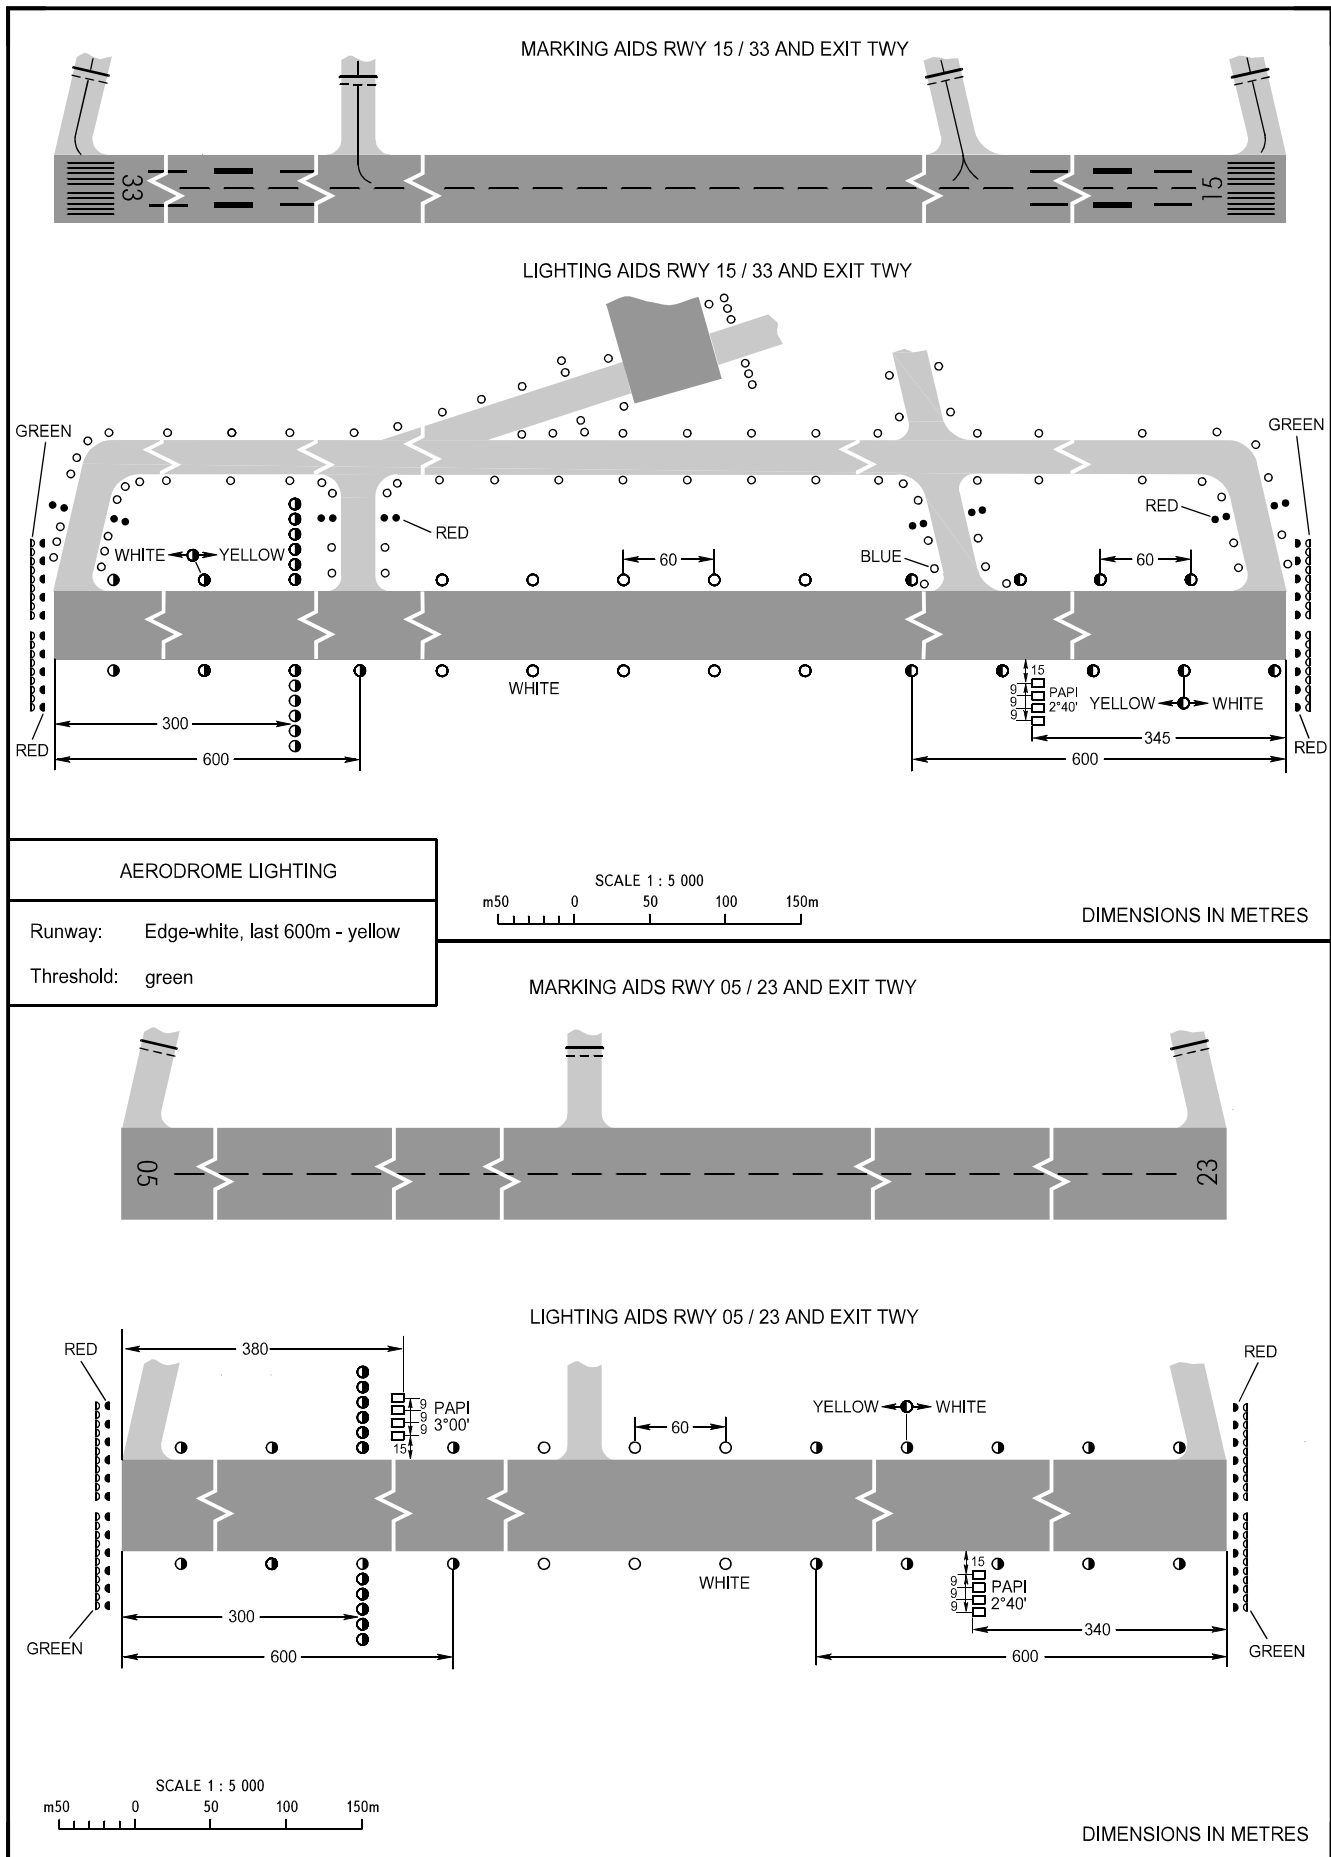 MARKING AIDS RWY 15 / 33 AND EXIT TWY
33
15
LIGHTING AIDS RWY 15 / 33 AND EXIT TWY
GREEN
GREEN
RED
RED
WHITE
YELLOW
60
BLUE
60
WHITE
15
9
9
9
PAPI
2°40'
YELLOW
WHITE
300
345
RED
RED
600
600
AERODROME LIGHTING
Runway: Edge-white, last 600m - yellow
Threshold: green
SCALE 1 : 5 000
m50 0 50 100 150m
DIMENSIONS IN METRES
MARKING AIDS RWY 05 / 23 AND EXIT TWY
05
23
LIGHTING AIDS RWY 05 / 23 AND EXIT TWY
RED
380
RED
9
9
9
PAPI
3°00'
15
60
YELLOW
WHITE
WHITE
15
9
9
9
PAPI
2°40'
300
340
GREEN
600
600
GREEN
SCALE 1 : 5 000
m50 0 50 100 150m
DIMENSIONS IN METRES